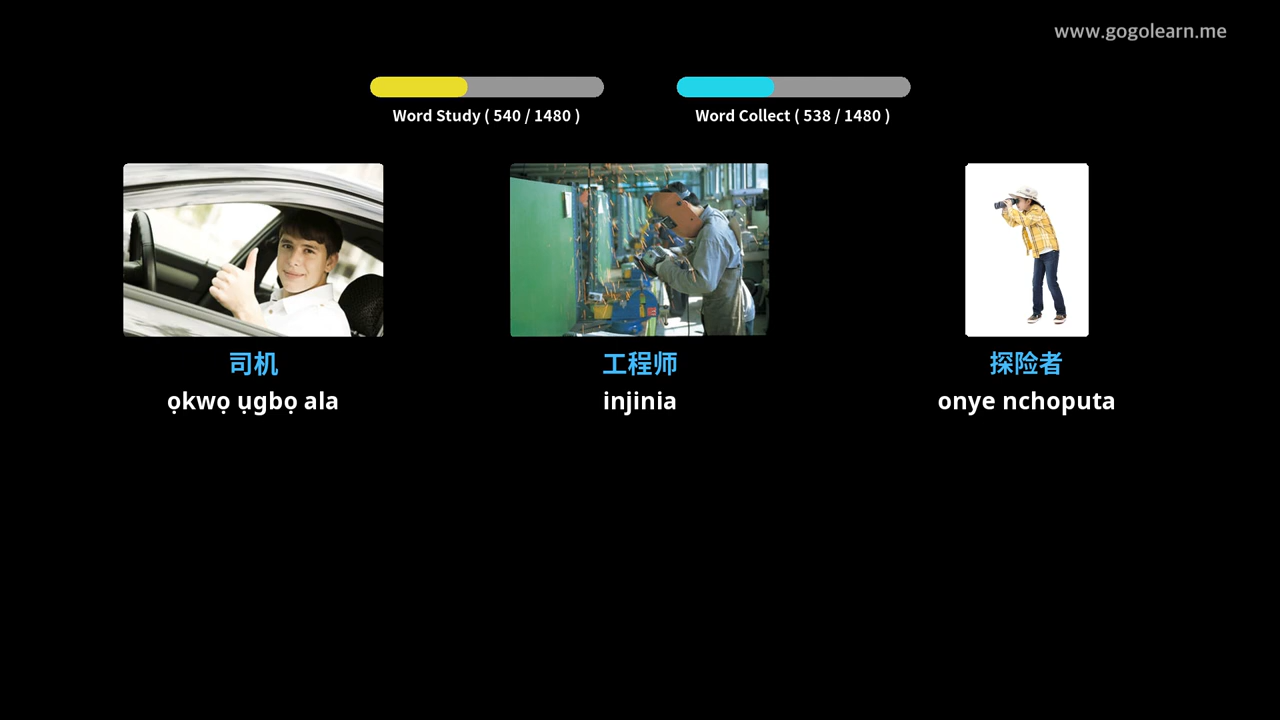 www.gogolearn.me
Word Study ( 540 / 1480 )
Word Collect ( 538 / 1480 )
司机
工程师
探险者
ọkwọ ụgbọ ala
injinia
onye nchoputa